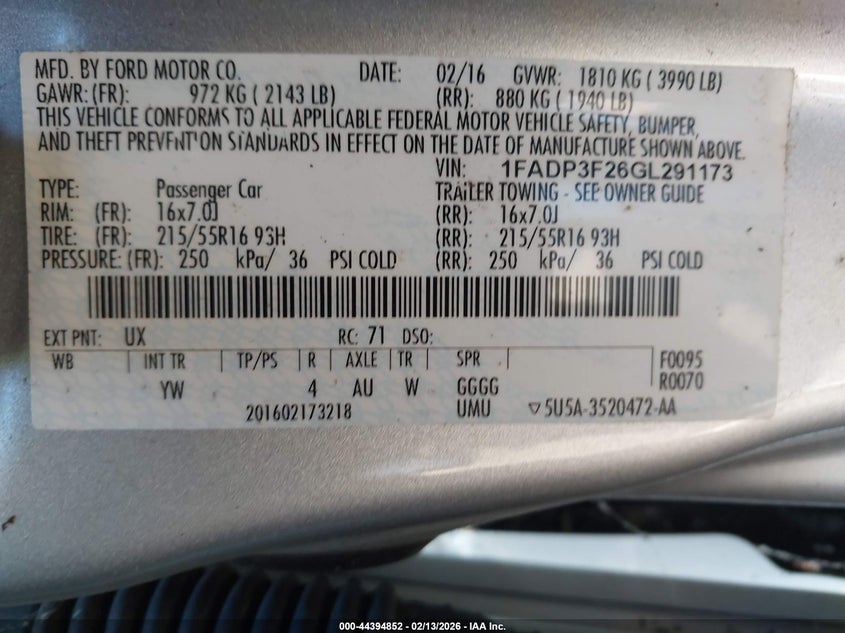 MFD. BY FORD MOTOR CO. DATE: 02/16 GVWR: 1810 KG ( 3990 LB)
GAWR: (FR): 972 KG ( 2143 LB) (RR): 880 KG ( 1940 LB)
THIS VEHICLE CONFORMS TO ALL APPLICABLE FEDERAL MOTOR VEHICLE SAFETY, BUMPER,
AND THEFT PREVENTION STANDARDS IN EFFECT ON THE DATE OF MANUFACTURE SHOWN ABOVE.
VIN: 1FADP3F26GL291173
TYPE: Passenger Car TRAILER TOWING - SEE OWNER GUIDE
RIM: (FR): 16x7.0J (RR): 16x7.0J
TIRE: (FR): 215/55R16 93H (RR): 215/55R16 93H
PRESSURE: (FR): 250 kPa/ 36 PSI COLD (RR): 250 kPa/ 36 PSI COLD
EXT PNT: UX RC: 71 DSO:
WB INT TR TP/PS R AXLE TR SPR F0095
YW 4 AU W GGGG R0070
201602173218 UMU ▽5U5A-3520472-AA
000-44394852 - 02/13/2026 - IAA, Inc.